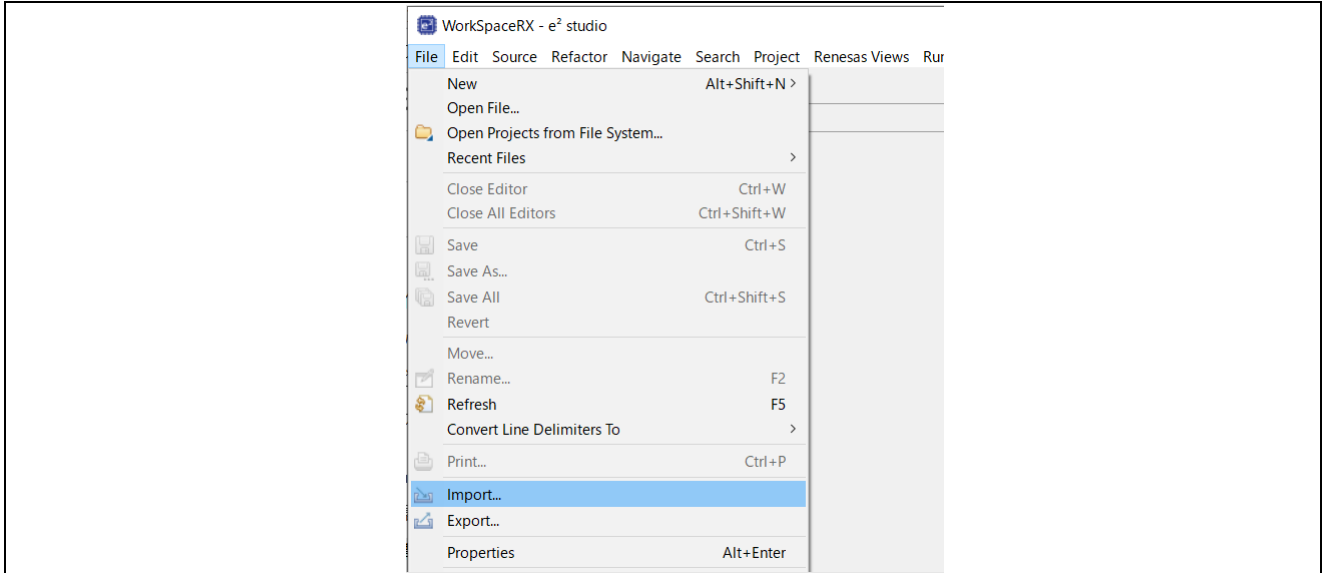 WorkSpaceRX - e² studio
File Edit Source Refactor Navigate Search Project Renesas Views Run
New Alt+Shift+N >
Open File...
Open Projects from File System...
Recent Files >
Close Editor Ctrl+W
Close All Editors Ctrl+Shift+W
Save Ctrl+S
Save As...
Save All Ctrl+Shift+S
Revert
Move...
Rename... F2
Refresh F5
Convert Line Delimiters To >
Print... Ctrl+P
Import...
Export...
Properties Alt+Enter